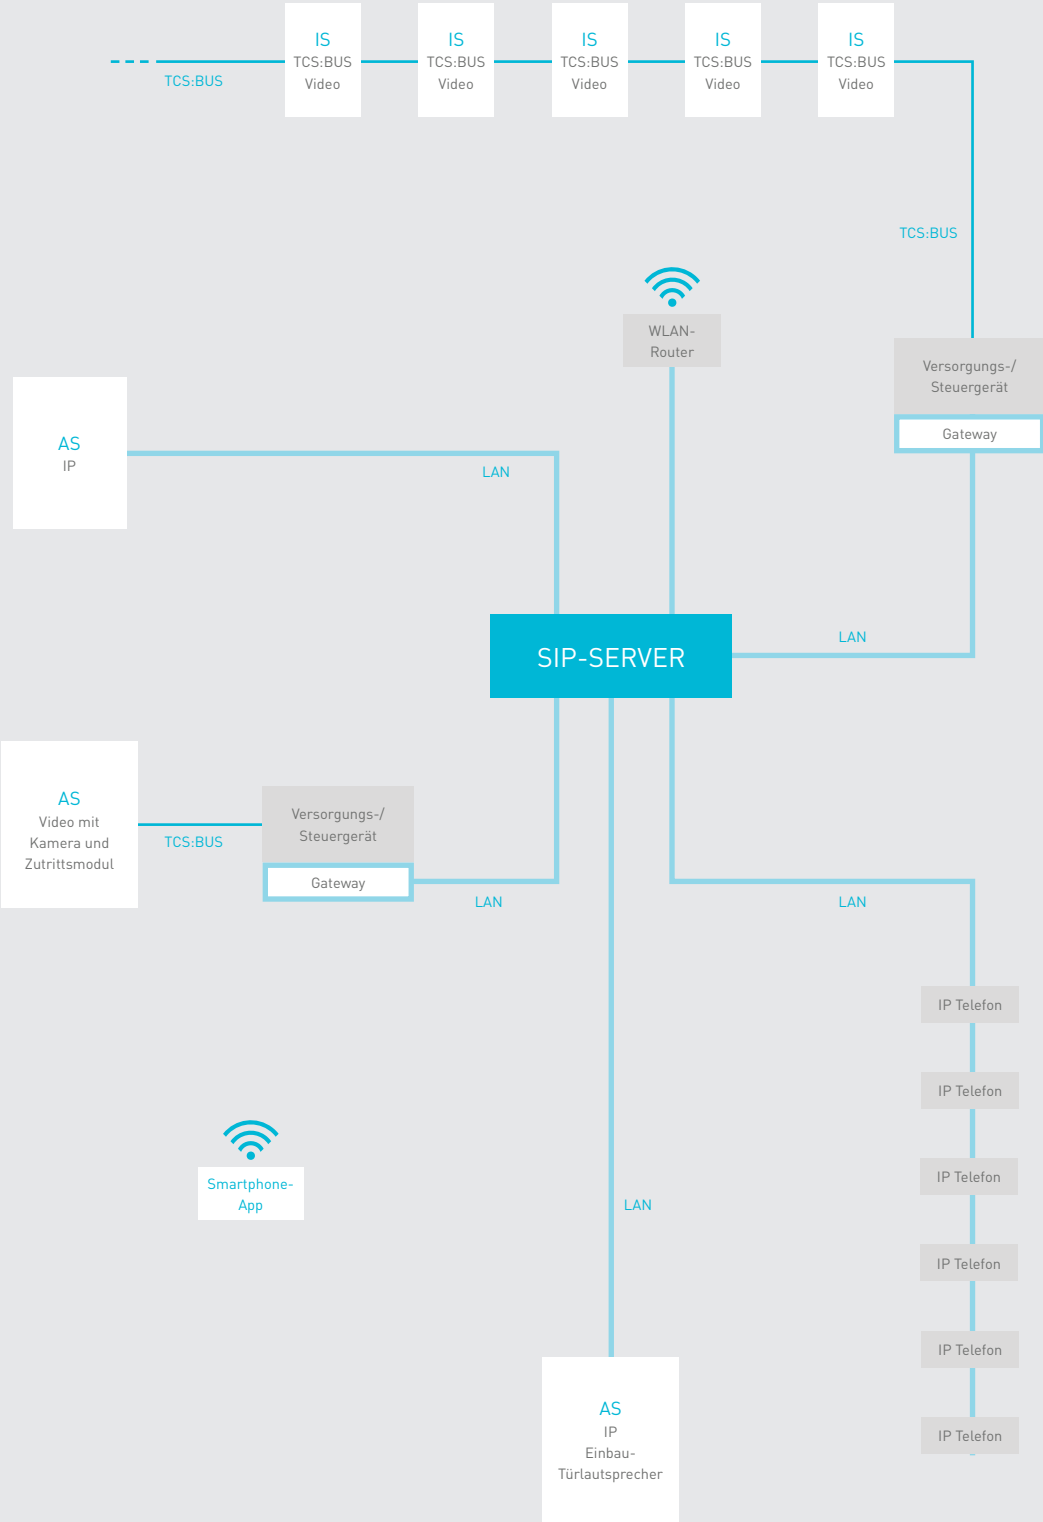 IS
TCS:BUS
Video
IS
TCS:BUS
Video
IS
TCS:BUS
Video
IS
TCS:BUS
Video
IS
TCS:BUS
Video
TCS:BUS
TCS:BUS
WLAN-
Router
Versorgungs-/
Steuergerät
Gateway
AS
IP
LAN
LAN
SIP-SERVER
AS
Video mit
Kamera und
Zutrittsmodul
TCS:BUS
Versorgungs-/
Steuergerät
Gateway
LAN
LAN
IP Telefon
IP Telefon
IP Telefon
IP Telefon
IP Telefon
IP Telefon
Smartphone-
App
LAN
AS
IP
Einbau-
Türlautsprecher